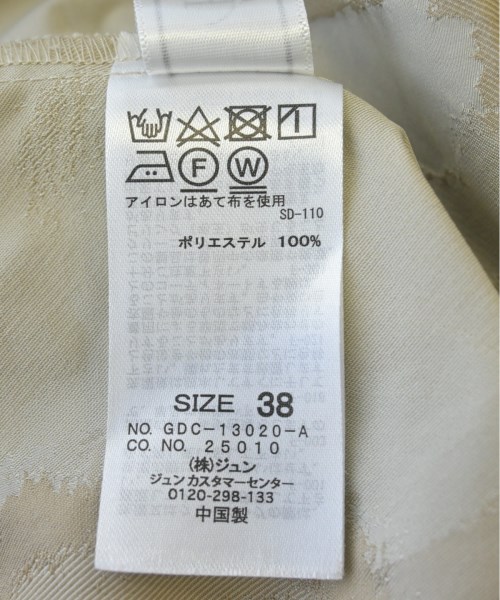 F W
アイロンはあて布を使用
SD-110
ポリエステル 100%
SIZE 38
NO. GDC-13020-A
CO. NO. 25010
(株)ジュン
ジュンカスタマーセンター
0120-298-133
中国製